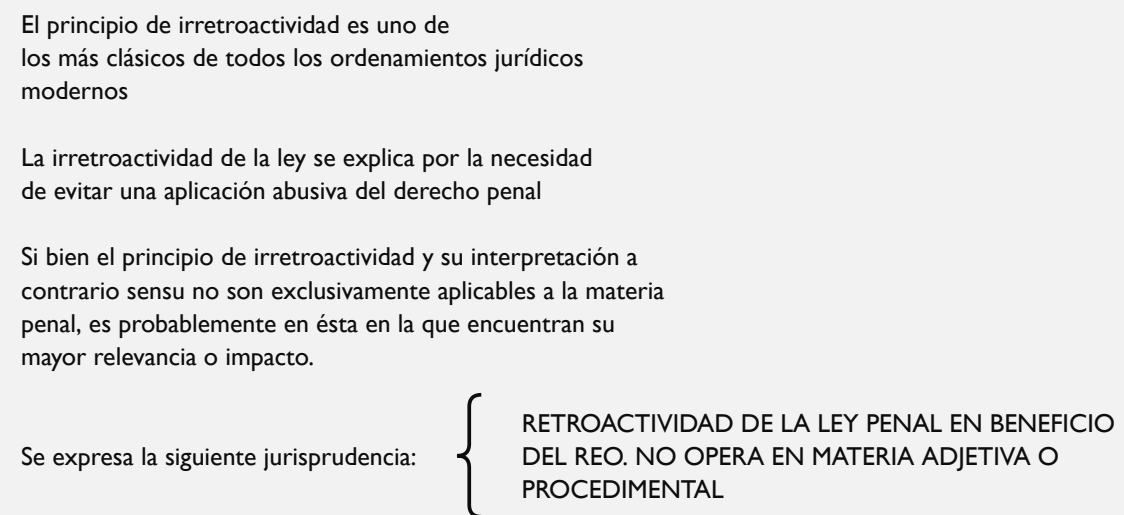 El principio de irretroactividad es uno de
los más clásicos de todos los ordenamientos jurídicos
modernos
La irretroactividad de la ley se explica por la necesidad
de evitar una aplicación abusiva del derecho penal
Si bien el principio de irretroactividad y su interpretación a
contrario sensu no son exclusivamente aplicables a la materia
penal, es probablemente en ésta en la que encuentran su
mayor relevancia o impacto.
Se expresa la siguiente jurisprudencia:
RETROACTIVIDAD DE LA LEY PENAL EN BENEFICIO
DEL REO. NO OPERA EN MATERIA ADJETIVA O
PROCEDIMENTAL